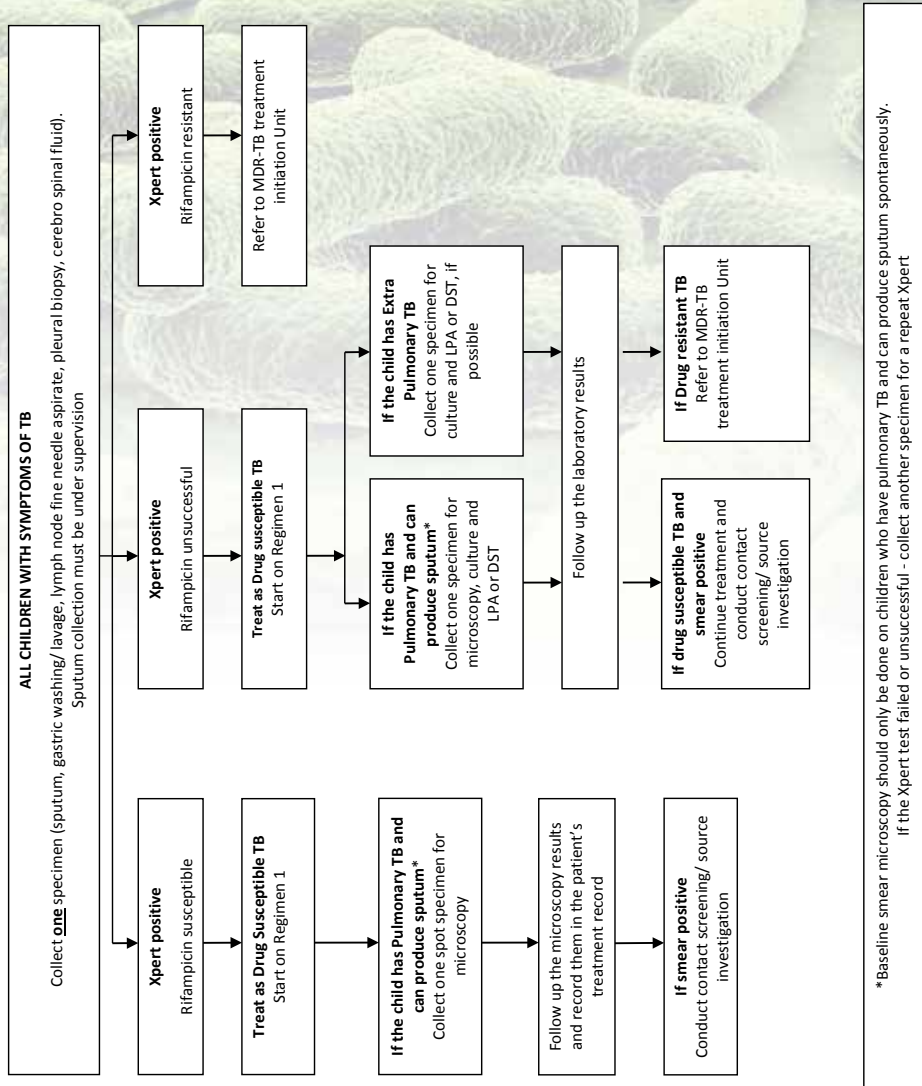 ALL CHILDREN WITH SYMPTOMS OF TB
Collect one specimen (sputum, gastric washing/ lavage, lymph node fine needle aspirate, pleural biopsy, cerebro spinal fluid).
Sputum collection must be under supervision
Xpert positive
Rifampicin susceptible
Treat as Drug Susceptible TB
Start on Regimen 1
If the child has Pulmonary TB and
can produce sputum*
Collect one spot specimen for
microscopy
Follow up the microscopy results
and record them in the patient’s
treatment record
If smear positive
Conduct contact screening/ source
investigation
Xpert positive
Rifampicin unsuccessful
Treat as Drug susceptible TB
Start on Regimen 1
If the child has
Pulmonary TB and can
produce sputum*
Collect one specimen for
microscopy, culture and
LPA or DST
If the child has Extra
Pulmonary TB
Collect one specimen for
culture and LPA or DST, if
possible
Follow up the laboratory results
If drug susceptible TB and
smear positive
Continue treatment and
conduct contact
screening/ source
investigation
If Drug resistant TB
Refer to MDR-TB
treatment initiation Unit
Xpert positive
Rifampicin resistant
Refer to MDR-TB treatment
initiation Unit
*Baseline smear microscopy should only be done on children who have pulmonary TB and can produce sputum spontaneously.
If the Xpert test failed or unsuccessful - collect another specimen for a repeat Xpert